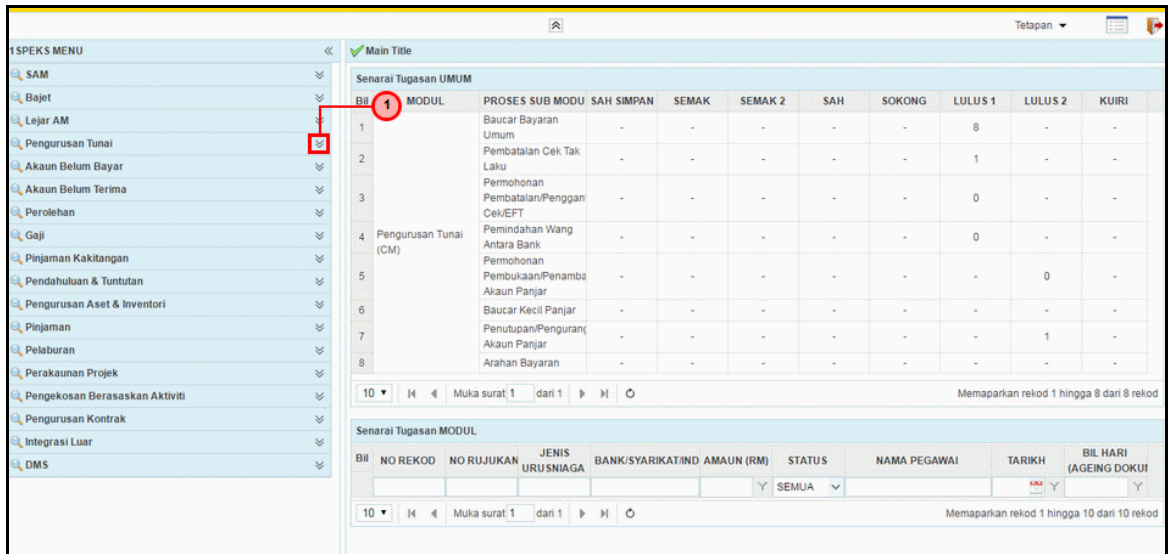 Tetapan
1SPEKS MENU
SAM
Bajet
Lejar AM
Pengurusan Tunai
Akaun Belum Bayar
Akaun Belum Terima
Perolehan
Gaji
Pinjaman Kakitangan
Pendahuluan & Tuntutan
Pengurusan Aset & Inventori
Pinjaman
Pelaburan
Perakaunan Projek
Pengekosan Berasaskan Aktiviti
Pengurusan Kontrak
Integrasi Luar
DMS
1
Main Title
Senarai Tugasan UMUM
Bil MODUL PROSES SUB MODU SAH SIMPAN SEMAK SEMAK 2 SAH SOKONG LULUS 1 LULUS 2 KUIRI
Pengurusan Tunai
(CM)
1 Baucar Bayaran
Umum - - - - - 8 - -
2 Pembatalan Cek Tak
Laku - - - - - 1 - -
3 Permohonan
Pembatalan/Penggan
Cek/EFT - - - - - 0 - -
4 Pemindahan Wang
Antara Bank - - - - - 0 - -
5 Permohonan
Pembukaan/Penamba
Akaun Panjar - - - - - - 0 -
6 Baucar Kecil Panjar - - - - - - - -
7 Penutupan/Pengurang
Akaun Panjar - - - - - - 1 -
8 Arahan Bayaran - - - - - - - -
10 Muka surat 1 dari 1 Memaparkan rekod 1 hingga 8 dari 8 rekod
Senarai Tugasan MODUL
Bil NO REKOD NO RUJUKAN JENIS
URUSNIAGA BANK/SYARIKAT/IND AMAUN (RM) STATUS NAMA PEGAWAI TARIKH BIL HARI
(AGEING DOKUI
SEMUA
10 Muka surat 1 dari 1 Memaparkan rekod 1 hingga 10 dari 10 rekod